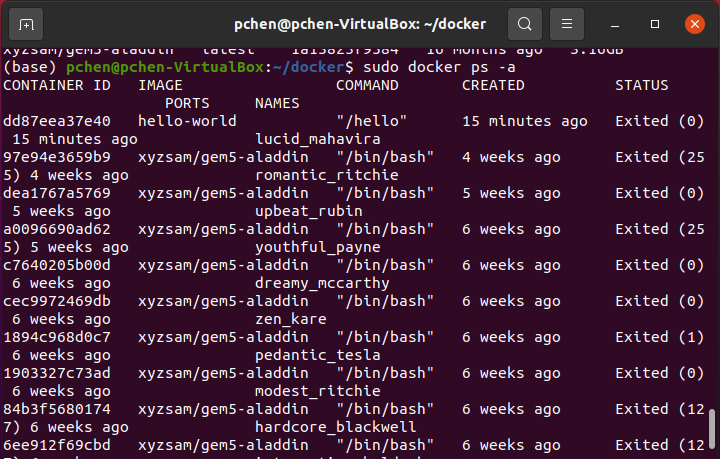 pchen@pchen-VirtualBox: ~/docker
xyzsam/gem5-aladdin latest 1a13825f9384 16 months ago 3.16GB
(base) pchen@pchen-VirtualBox:~/docker$ sudo docker ps -a
CONTAINER ID IMAGE COMMAND CREATED STATUS
PORTS NAMES
dd87eea37e40 hello-world "/hello" 15 minutes ago Exited (0)
15 minutes ago lucid_mahavira
97e94e3659b9 xyzsam/gem5-aladdin "/bin/bash" 4 weeks ago Exited (25
5) 4 weeks ago romantic_ritchie
dea1767a5769 xyzsam/gem5-aladdin "/bin/bash" 5 weeks ago Exited (0)
5 weeks ago upbeat_rubin
a0096690ad62 xyzsam/gem5-aladdin "/bin/bash" 6 weeks ago Exited (25
5) 5 weeks ago youthful_payne
c7640205b00d xyzsam/gem5-aladdin "/bin/bash" 6 weeks ago Exited (0)
6 weeks ago dreamy_mccarthy
cec9972469db xyzsam/gem5-aladdin "/bin/bash" 6 weeks ago Exited (0)
6 weeks ago zen_kare
1894c968d0c7 xyzsam/gem5-aladdin "/bin/bash" 6 weeks ago Exited (1)
6 weeks ago pedantic_tesla
1903327c73ad xyzsam/gem5-aladdin "/bin/bash" 6 weeks ago Exited (0)
6 weeks ago modest_ritchie
84b3f5680174 xyzsam/gem5-aladdin "/bin/bash" 6 weeks ago Exited (12
7) 6 weeks ago hardcore_blackwell
6ee912f69cbd xyzsam/gem5-aladdin "/bin/bash" 6 weeks ago Exited (12